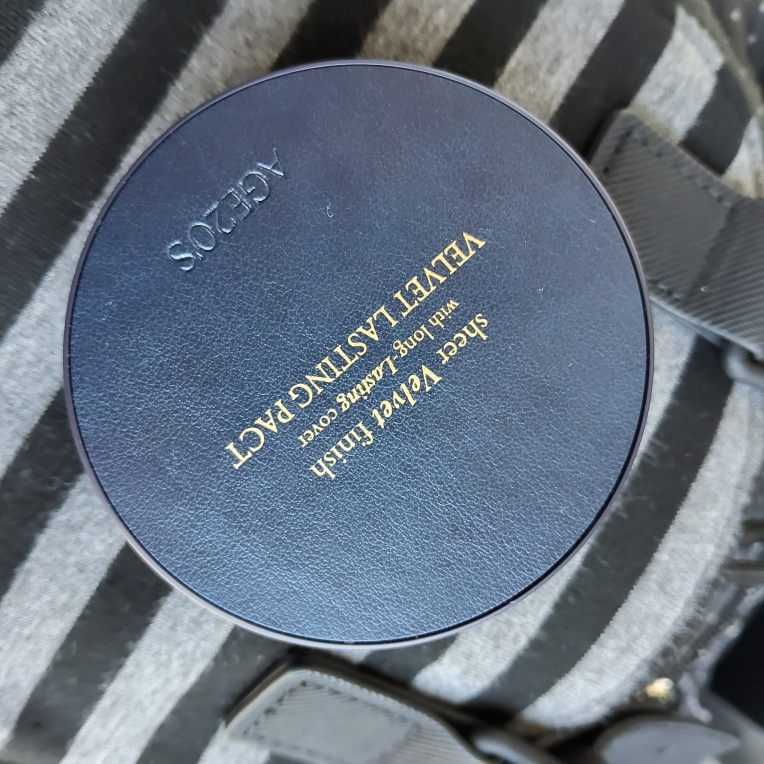 sheer Velvet finish
with long-Lasting cover
VELVET LASTING PACT
AGE20'S